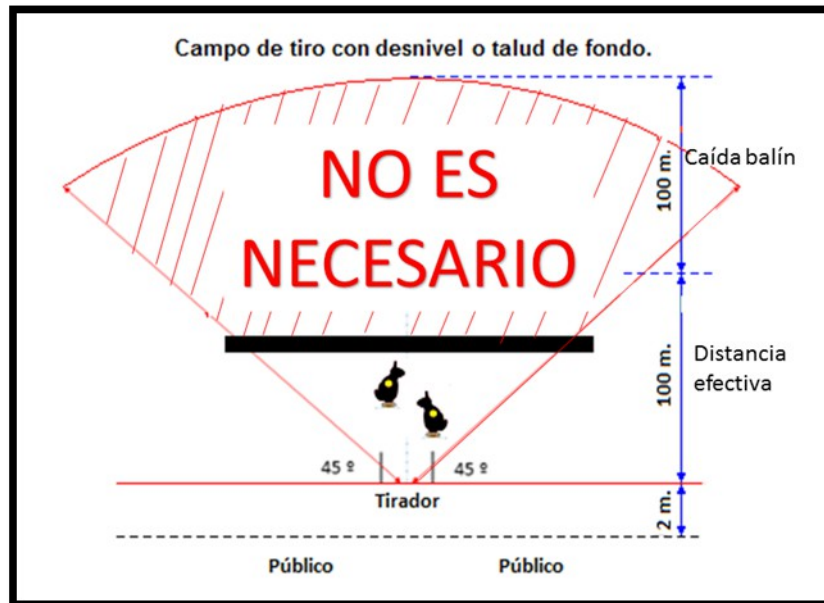 Campo de tiro con desnivel o talud de fondo.
NO ES
NECESARIO
100 m.
Caída balín
100 m.
Distancia
efectiva
45 º
45 º
Tirador
2 m.
Público
Público